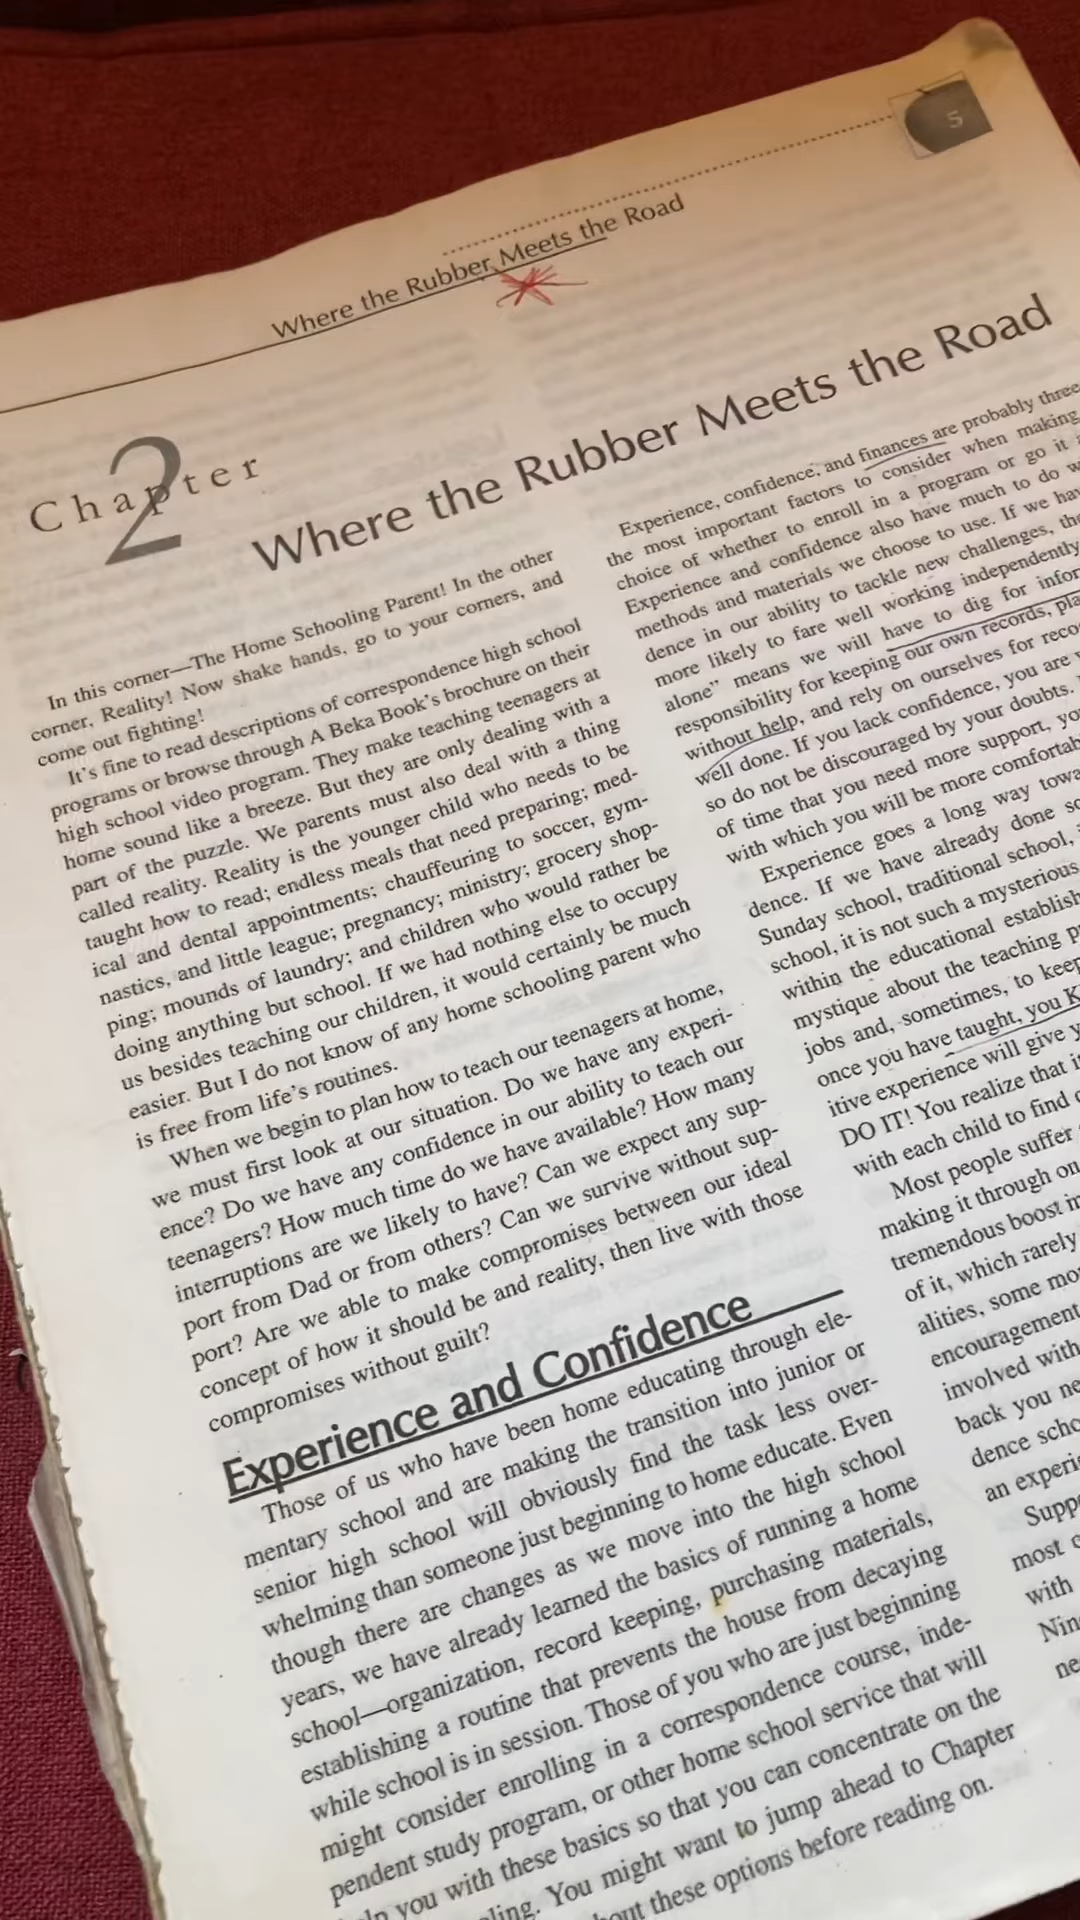 5
Where the Rubber Meets the Road
Chapter
2
Where the Rubber Meets the Road
In this corner—The Home Schooling Parent! In the other
corner, Reality! Now shake hands, go to your corners, and
come out fighting!
It's fine to read descriptions of correspondence high school
programs or browse through A Beka Book's brochure on their
high school video program. They make teaching teenagers at
home sound like a breeze. But they are only dealing with a
part of the puzzle. We parents must also deal with a thing
called reality. Reality is the younger child who needs to be
taught how to read; endless meals that need preparing; med-
ical and dental appointments; chauffeuring to soccer, gym-
nastics, and little league; pregnancy; ministry; grocery shop-
ping; mounds of laundry; and children who would rather be
doing anything but school. If we had nothing else to occupy
us besides teaching our children, it would certainly be much
easier. But I do not know of any home schooling parent who
is free from life's routines.
When we begin to plan how to teach our teenagers at home,
we must first look at our situation. Do we have any experi-
ence? Do we have any confidence in our ability to teach our
teenagers? How much time do we have available? How many
interruptions are we likely to have? Can we expect any sup-
port from Dad or from others? Can we survive without sup-
port? Are we able to make compromises between our ideal
concept of how it should be and reality, then live with those
compromises without guilt?
Experience and Confidence
Those of us who have been home educating through ele-
mentary school and are making the transition into junior or
senior high school will obviously find the task less over-
whelming than someone just beginning to home educate. Even
though there are changes as we move into the high school
years, we have already learned the basics of running a home
school—organization, record keeping, purchasing materials,
establishing a routine that prevents the house from decaying
while school is in session. Those of you who are just beginning
might consider enrolling in a correspondence course, inde-
pendent study program, or other home school service that will
you with these basics so that you can concentrate on the
You might want to jump ahead to Chapter
these options before reading on.
Experience, confidence, and finances are probably three
the most important factors to consider when making
choice of whether to enroll in a program or go it
Experience and confidence also have much to do
methods and materials we choose to use. If we
dence in our ability to tackle new challenges,
more likely to fare well working independently
alone" means we will have to dig for
responsibility for keeping our own records,
without help, and rely on ourselves for
well done. If you lack confidence, you are
so do not be discouraged by your doubts.
of time that you need more support,
with which you will be more
Experience goes a long way
dence. If we have already done
Sunday school, traditional school,
school, it is not such a mysterious
within the educational
mystique about the teaching
jobs and, sometimes, to keep
once you have taught, you
itive experience will give
DO IT! You realize that
with each child to find
Most people suffer
making it through
tremendous boost
of it, which rarely
alities, some
encouragement
involved with
back you
dence
an
most
with